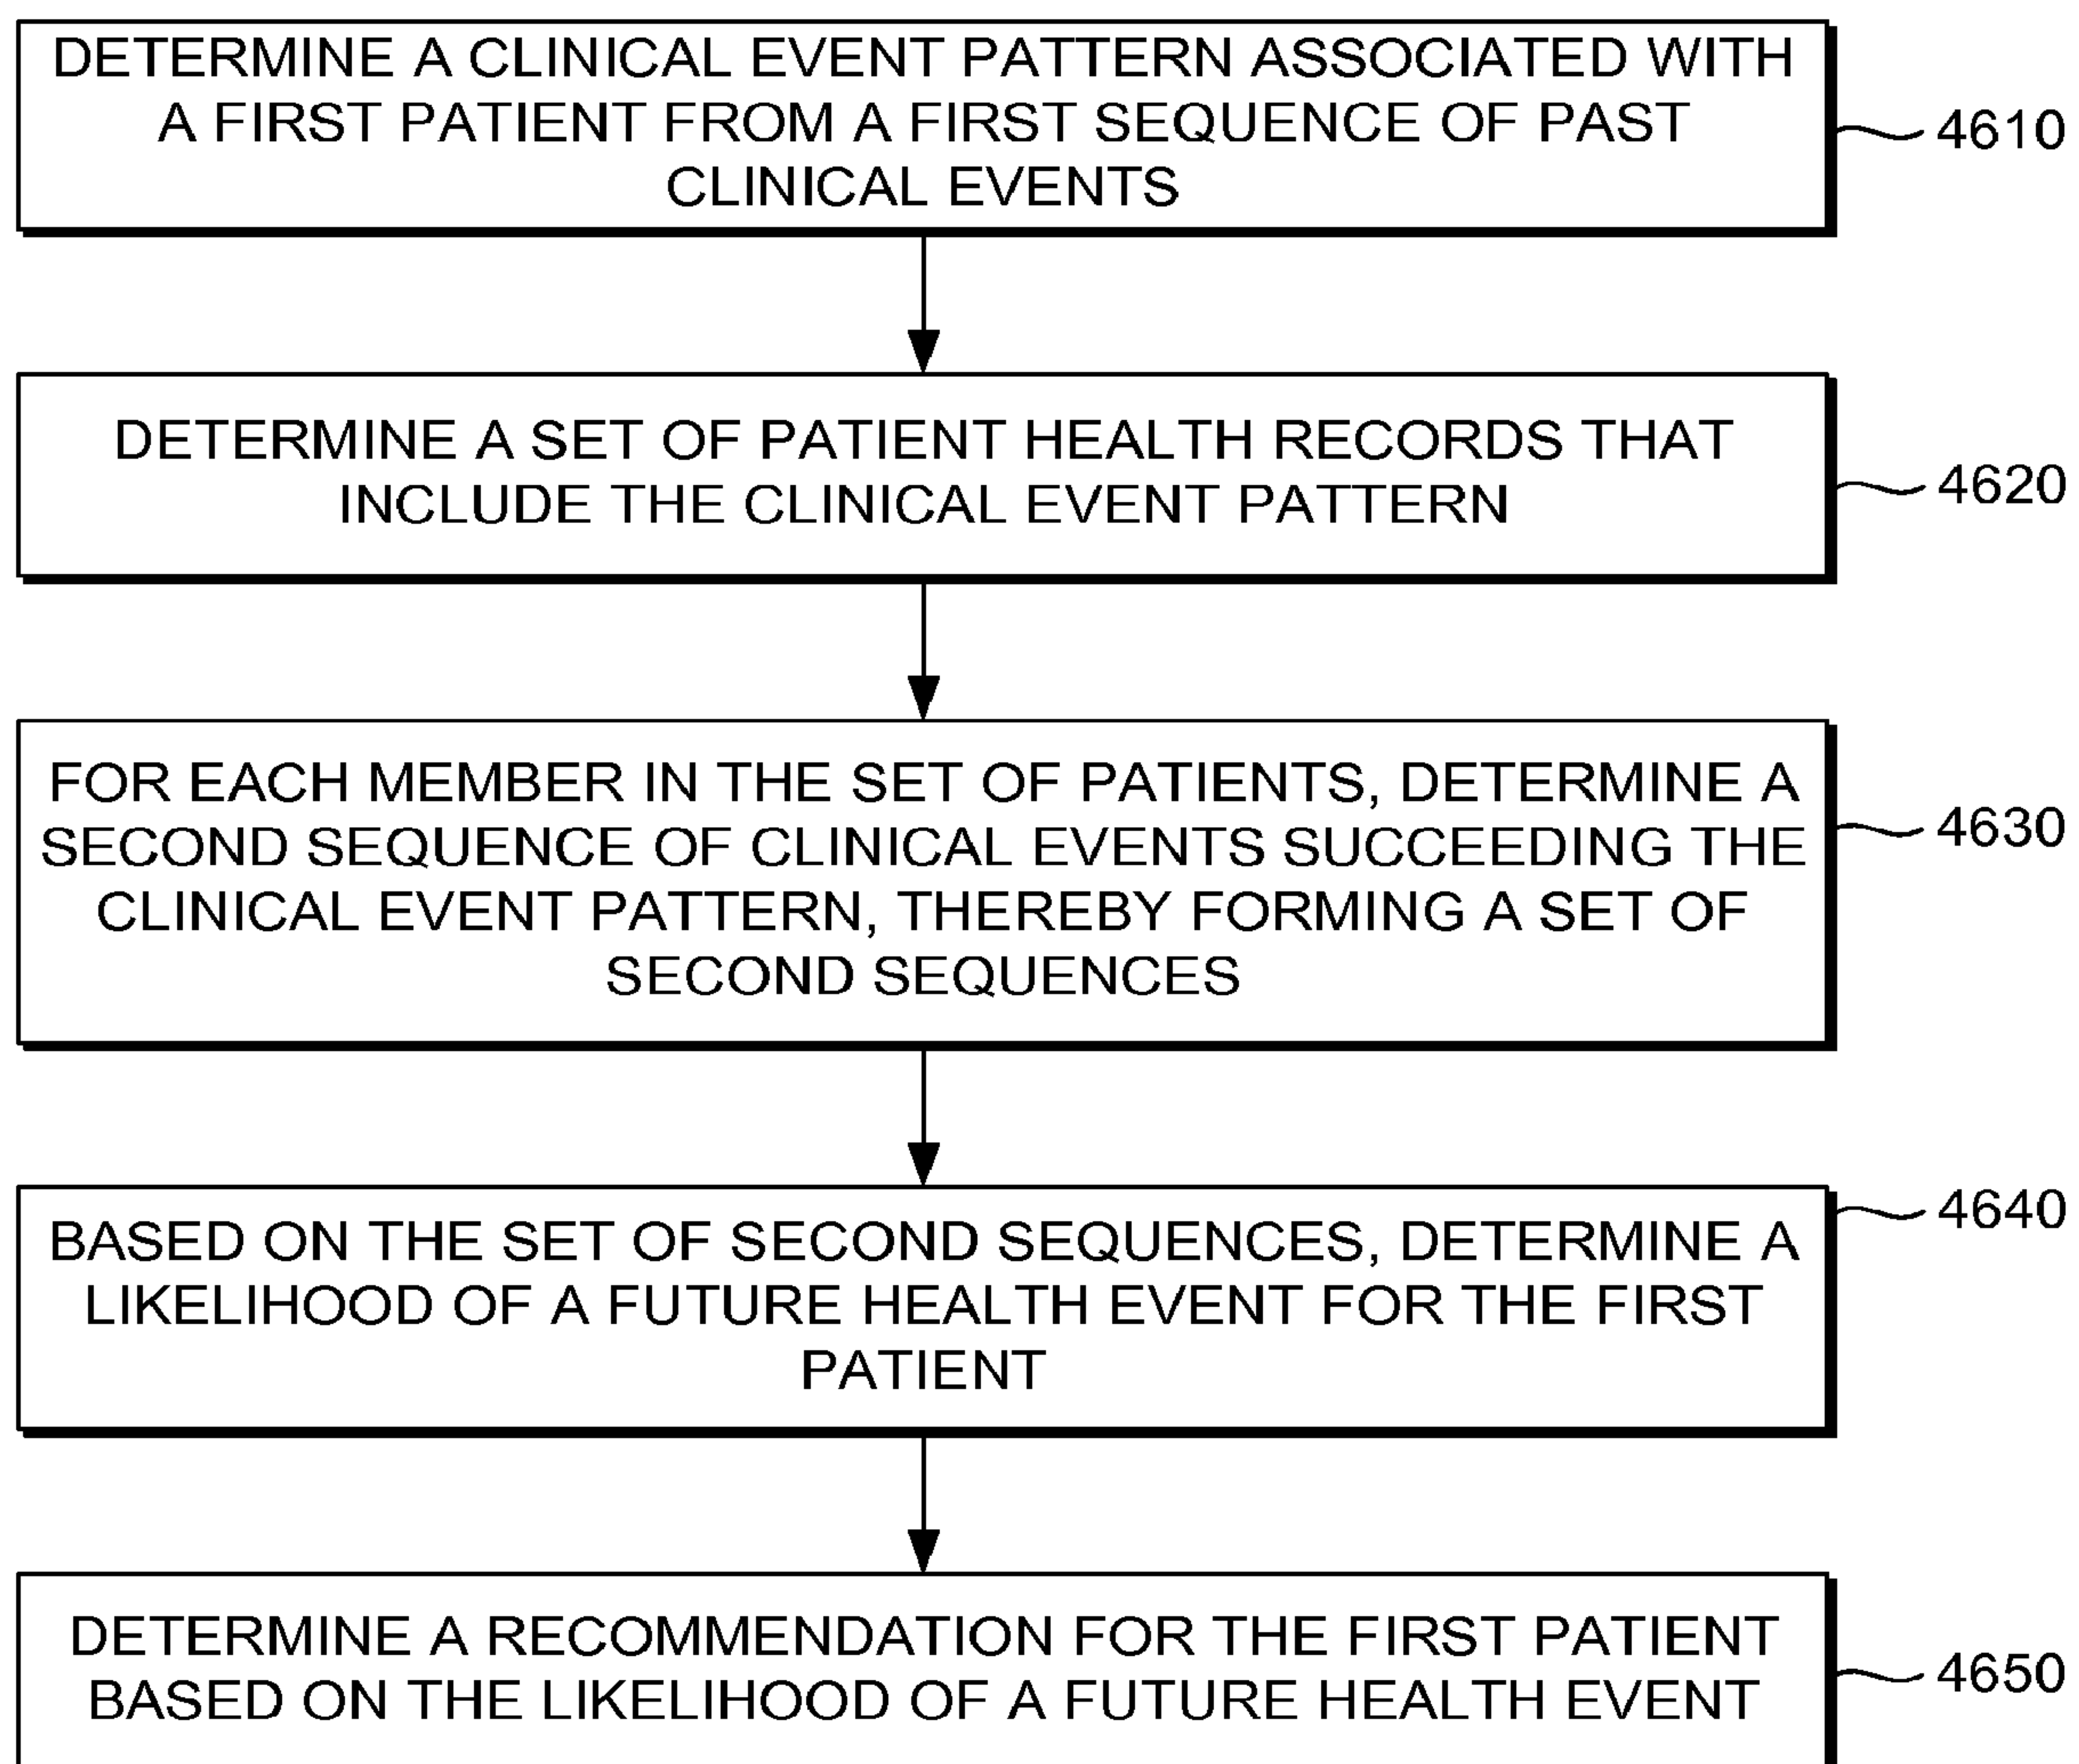 DETERMINE A CLINICAL EVENT PATTERN ASSOCIATED WITH
A FIRST PATIENT FROM A FIRST SEQUENCE OF PAST
CLINICAL EVENTS
4610
DETERMINE A SET OF PATIENT HEALTH RECORDS THAT
INCLUDE THE CLINICAL EVENT PATTERN
4620
FOR EACH MEMBER IN THE SET OF PATIENTS, DETERMINE A
SECOND SEQUENCE OF CLINICAL EVENTS SUCCEEDING THE
CLINICAL EVENT PATTERN, THEREBY FORMING A SET OF
SECOND SEQUENCES
4630
BASED ON THE SET OF SECOND SEQUENCES, DETERMINE A
LIKELIHOOD OF A FUTURE HEALTH EVENT FOR THE FIRST
PATIENT
4640
DETERMINE A RECOMMENDATION FOR THE FIRST PATIENT
BASED ON THE LIKELIHOOD OF A FUTURE HEALTH EVENT
4650